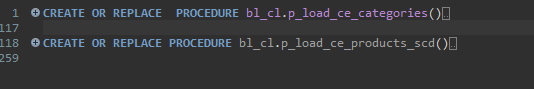 1 CREATE OR REPLACE  PROCEDURE bl_cl.p_load_ce_categories()..
117
118 CREATE OR REPLACE PROCEDURE bl_cl.p_load_ce_products_scd()..
259